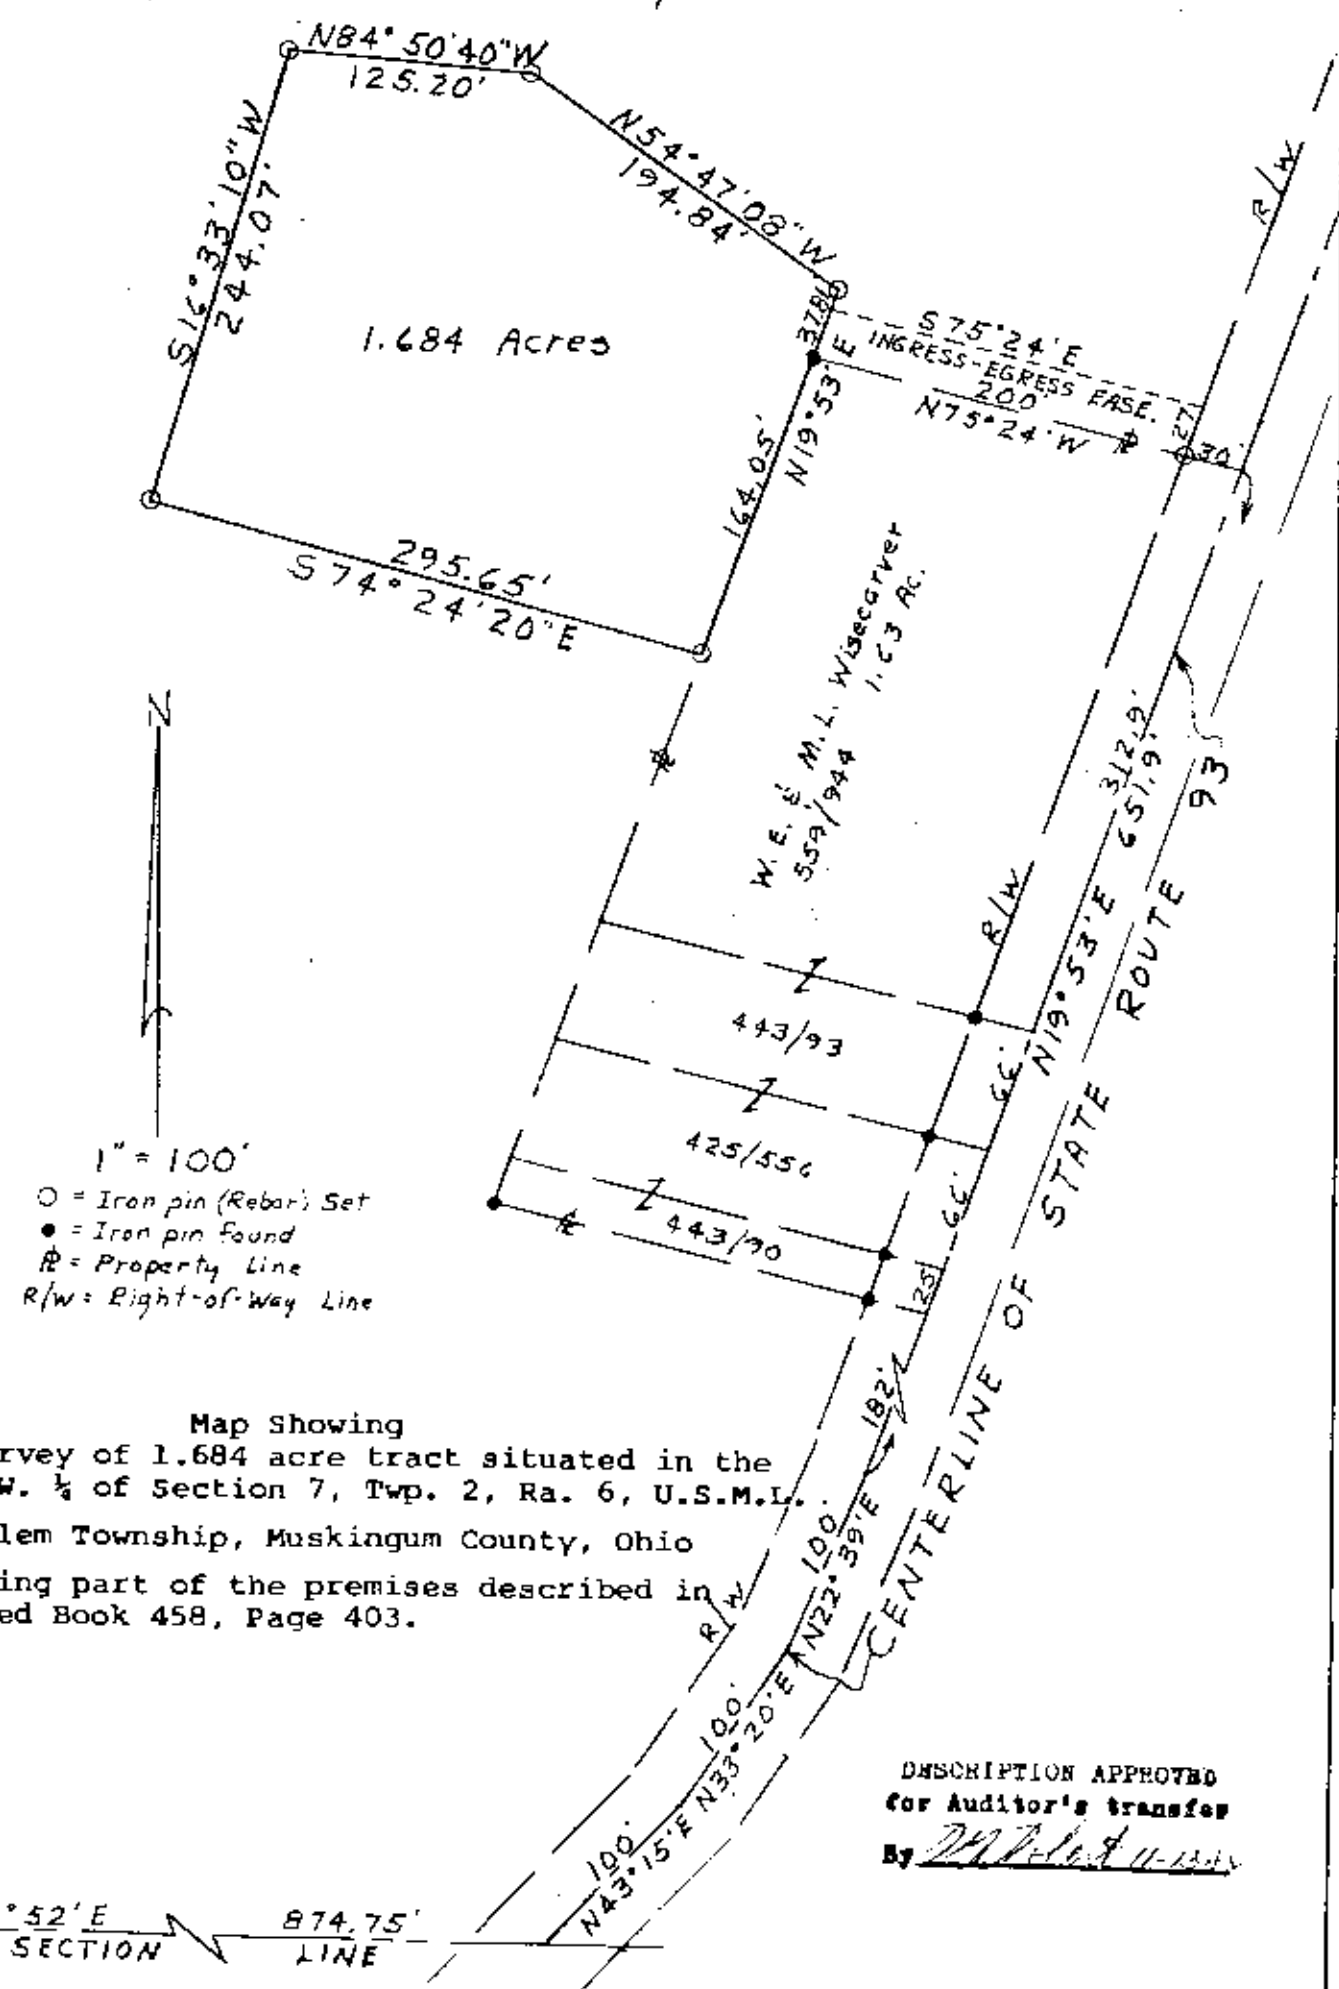 N84°50'40"W
125.20'
N54°47'08"W
194.84'
R/W
S16°33'10"W
244.07'
1.684 Acres
37.86'
S75°24'E
INGRESS-EGRESS EASE.
200'
N75°24'W
27'
30'
N19°53'E
164.05'
295.65'
S74°24'20"E
W.E. & M.L. Wisecarver
559/944 1.63 Ac.
N
312.9'
N19°53'E 651.9'
R/W
443/93
66'
425/556
66'
443/90
25'
182'
CENTERLINE OF STATE ROUTE 93
1" = 100'
O = Iron pin (Rebar) Set
● = Iron pin found
PL = Property Line
R/W = Right-of-Way Line
Map Showing
rvey of 1.684 acre tract situated in the
W. ¼ of Section 7, Twp. 2, Ra. 6, U.S.M.L.
lem Township, Muskingum County, Ohio
ing part of the premises described in
ed Book 458, Page 403.
R/W
100'
N22°39'E
100'
N33°20'E
100'
N43°15'E
DESCRIPTION APPROVED
for Auditor's transfer
By
°52'E 874.75'
SECTION LINE